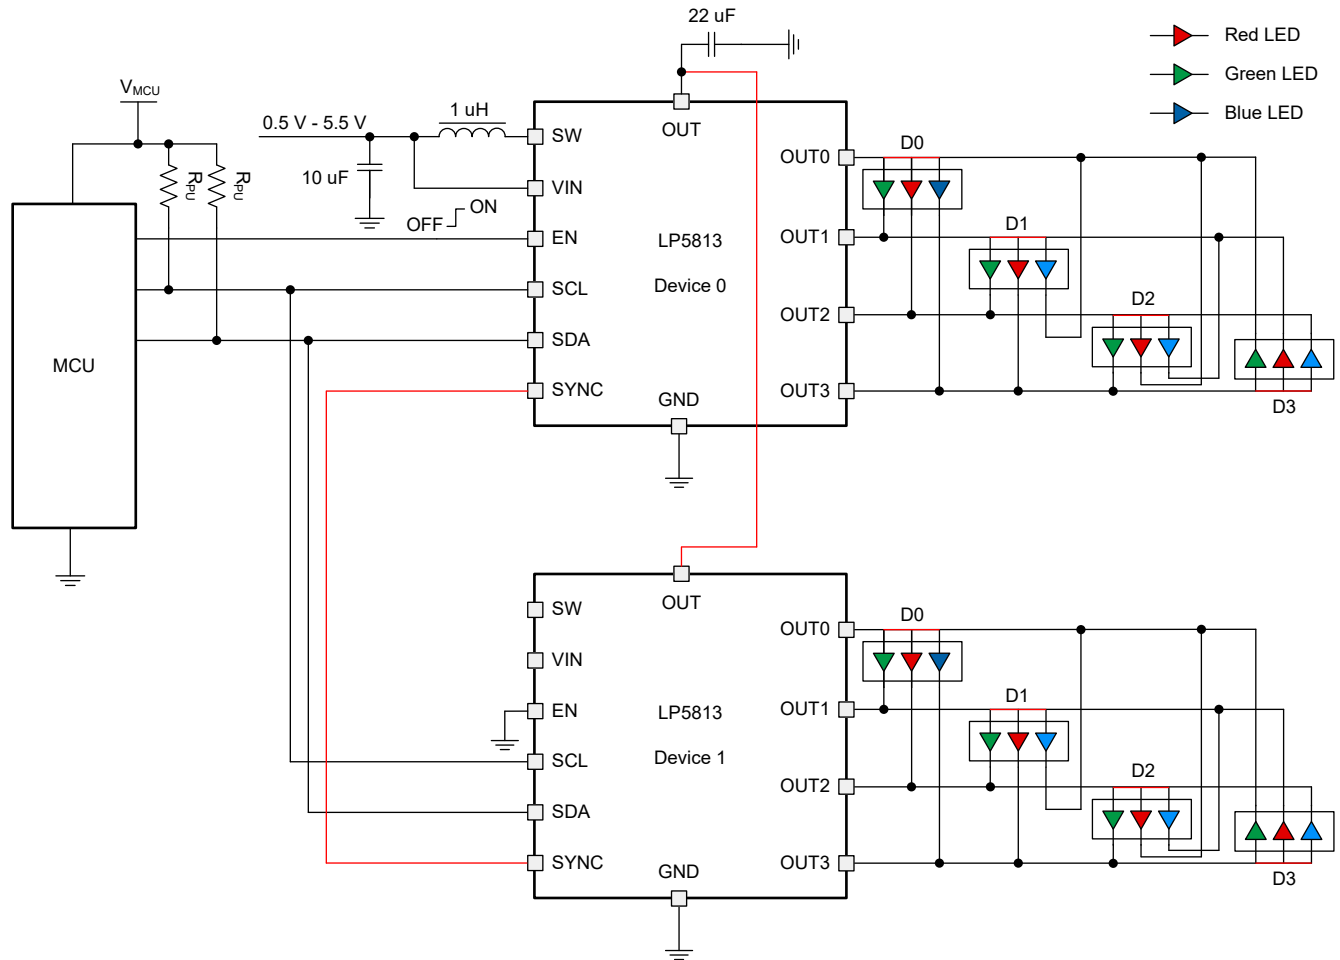 22 uF
Red LED
Green LED
Blue LED
VMCU
0.5 V - 5.5 V
1 uH
10 uF
RPU
RPU
OFF
ON
MCU
OUT
SW
VIN
EN
SCL
SDA
SYNC
GND
LP5813
Device 0
OUT0
OUT1
OUT2
OUT3
D0
D1
D2
D3
OUT
SW
VIN
EN
SCL
SDA
SYNC
GND
LP5813
Device 1
OUT0
OUT1
OUT2
OUT3
D0
D1
D2
D3